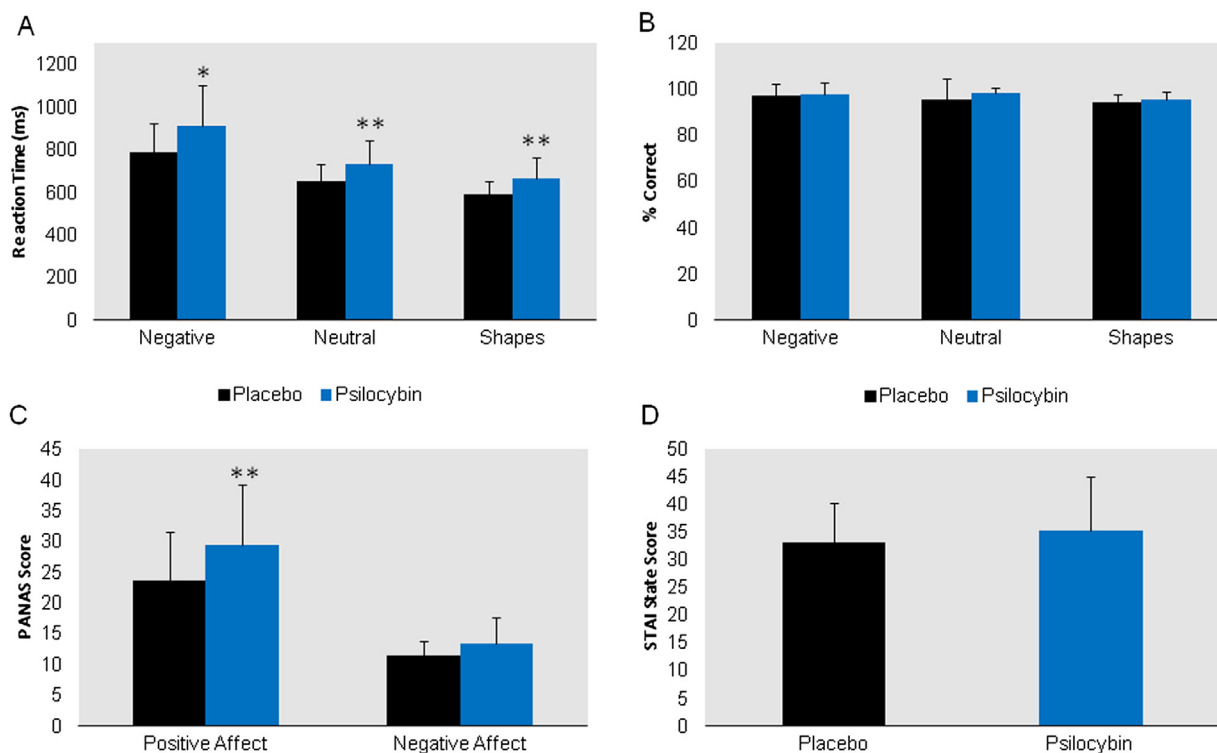 A
Reaction Time (ms)
1200
1000
800
600
400
200
0
*
**
**
Negative Neutral Shapes
Placebo Psilocybin
B
% Correct
120
100
80
60
40
20
0
Negative Neutral Shapes
Placebo Psilocybin
C
PANAS Score
45
40
35
30
25
20
15
10
5
0
**
Positive Affect Negative Affect
D
STAI State Score
50
45
40
35
30
25
20
15
10
5
0
Placebo Psilocybin